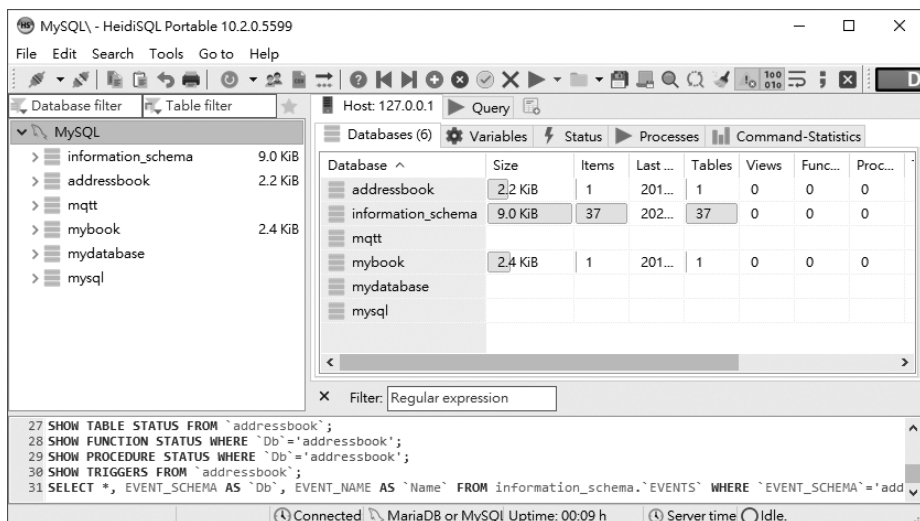 MySQL\ - HeidiSQL Portable 10.2.0.5599
File Edit Search Tools Go to Help
Database filter Table filter
Host: 127.0.0.1 Query
MySQL
information_schema 9.0 KiB
addressbook 2.2 KiB
mqtt
mybook 2.4 KiB
mydatabase
mysql
Databases (6) Variables Status Processes Command-Statistics
Database Size Items Last ... Tables Views Func... Proc...
addressbook 2.2 KiB 1 201... 1 0 0 0
information_schema 9.0 KiB 37 202... 37 0 0 0
mqtt
mybook 2.4 KiB 1 201... 1 0 0 0
mydatabase
mysql
Filter: Regular expression
27 SHOW TABLE STATUS FROM `addressbook`;
28 SHOW FUNCTION STATUS WHERE `Db`='addressbook';
29 SHOW PROCEDURE STATUS WHERE `Db`='addressbook';
30 SHOW TRIGGERS FROM `addressbook`;
31 SELECT *, EVENT_SCHEMA AS `Db`, EVENT_NAME AS `Name` FROM information_schema.`EVENTS` WHERE `EVENT_SCHEMA`='add
Connected MariaDB or MySQL Uptime: 00:09 h Server time Idle.